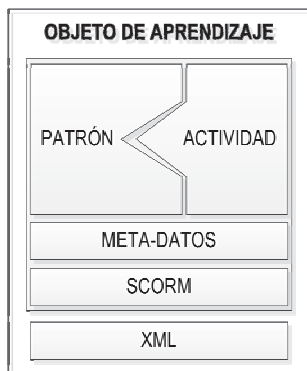 OBJETO DE APRENDIZAJE
PATRÓN
ACTIVIDAD
META-DATOS
SCORM
XML